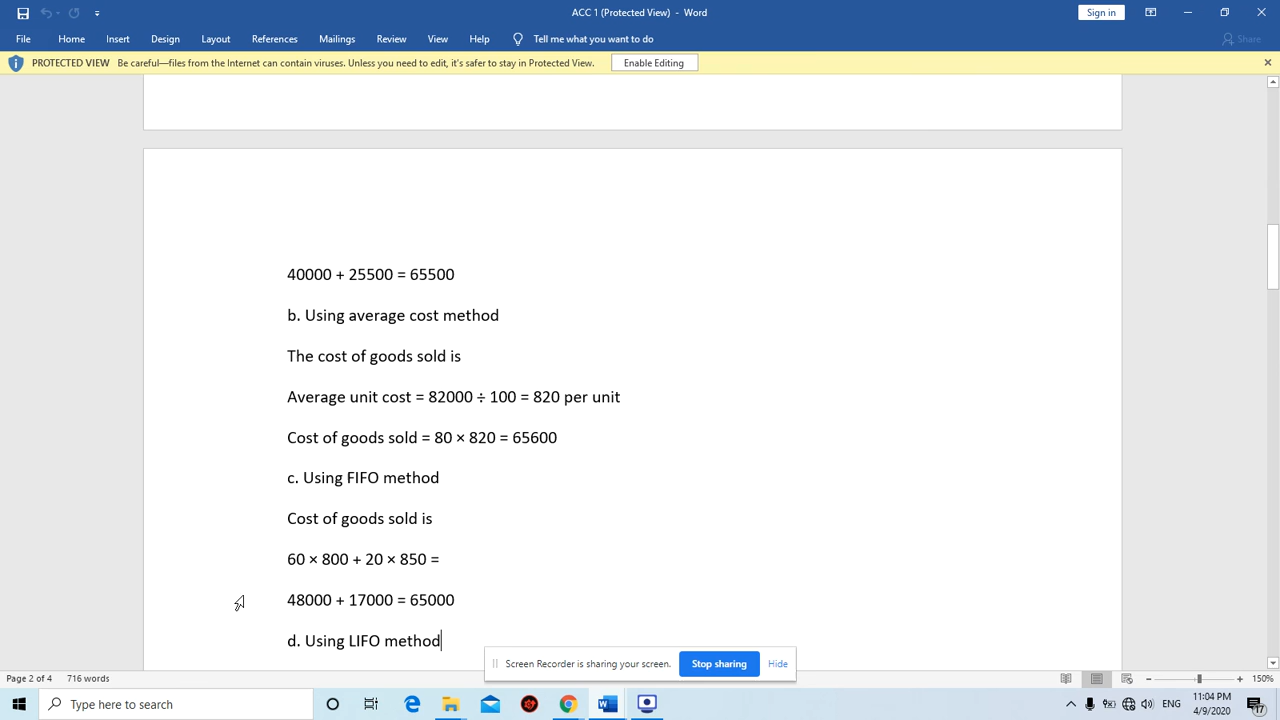 ACC 1 (Protected View) - Word
Sign in
File Home Insert Design Layout References Mailings Review View Help Tell me what you want to do Share
PROTECTED VIEW Be careful—files from the Internet can contain viruses. Unless you need to edit, it's safer to stay in Protected View. Enable Editing
40000 + 25500 = 65500
b. Using average cost method
The cost of goods sold is
Average unit cost = 82000 ÷ 100 = 820 per unit
Cost of goods sold = 80 × 820 = 65600
c. Using FIFO method
Cost of goods sold is
60 × 800 + 20 × 850 =
48000 + 17000 = 65000
d. Using LIFO method
Screen Recorder is sharing your screen. Stop sharing Hide
Page 2 of 4 716 words 150%
Type here to search
ENG
11:04 PM
4/9/2020
17